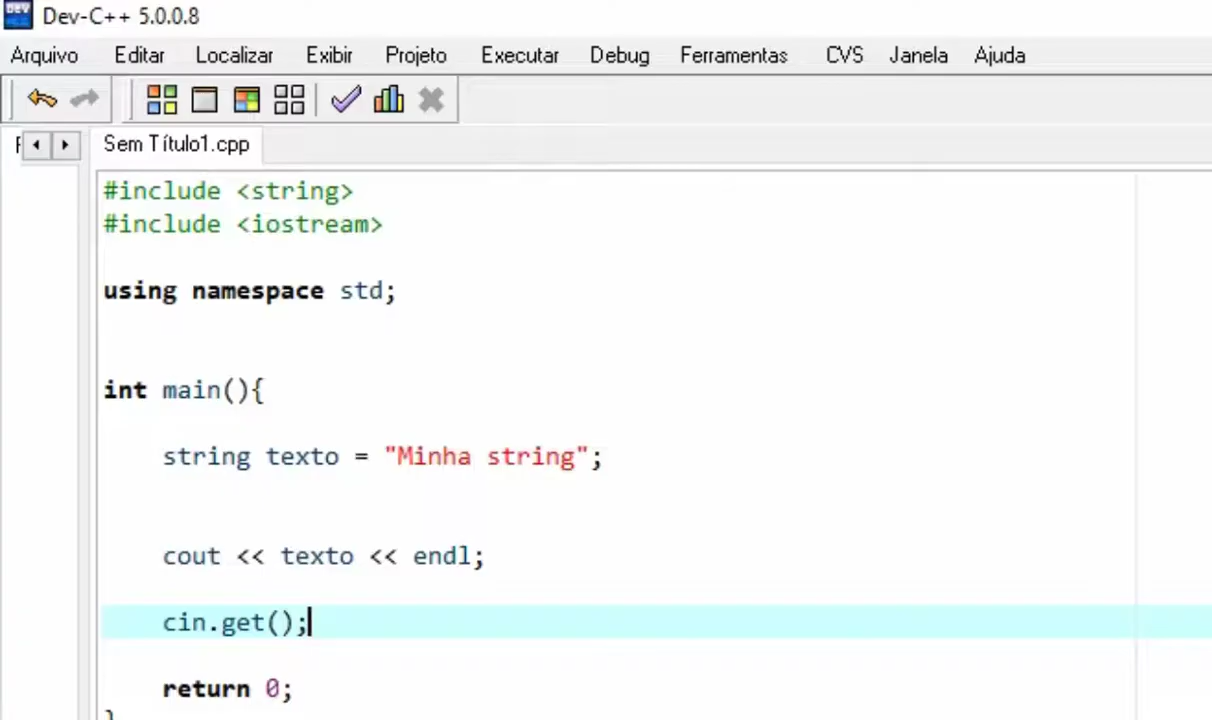 Dev-C++ 5.0.0.8
Arquivo Editar Localizar Exibir Projeto Executar Debug Ferramentas CVS Janela Ajuda
Sem Título1.cpp
#include <string>
#include <iostream>
using namespace std;
int main(){
string texto = "Minha string";
cout << texto << endl;
cin.get();
return 0;
}